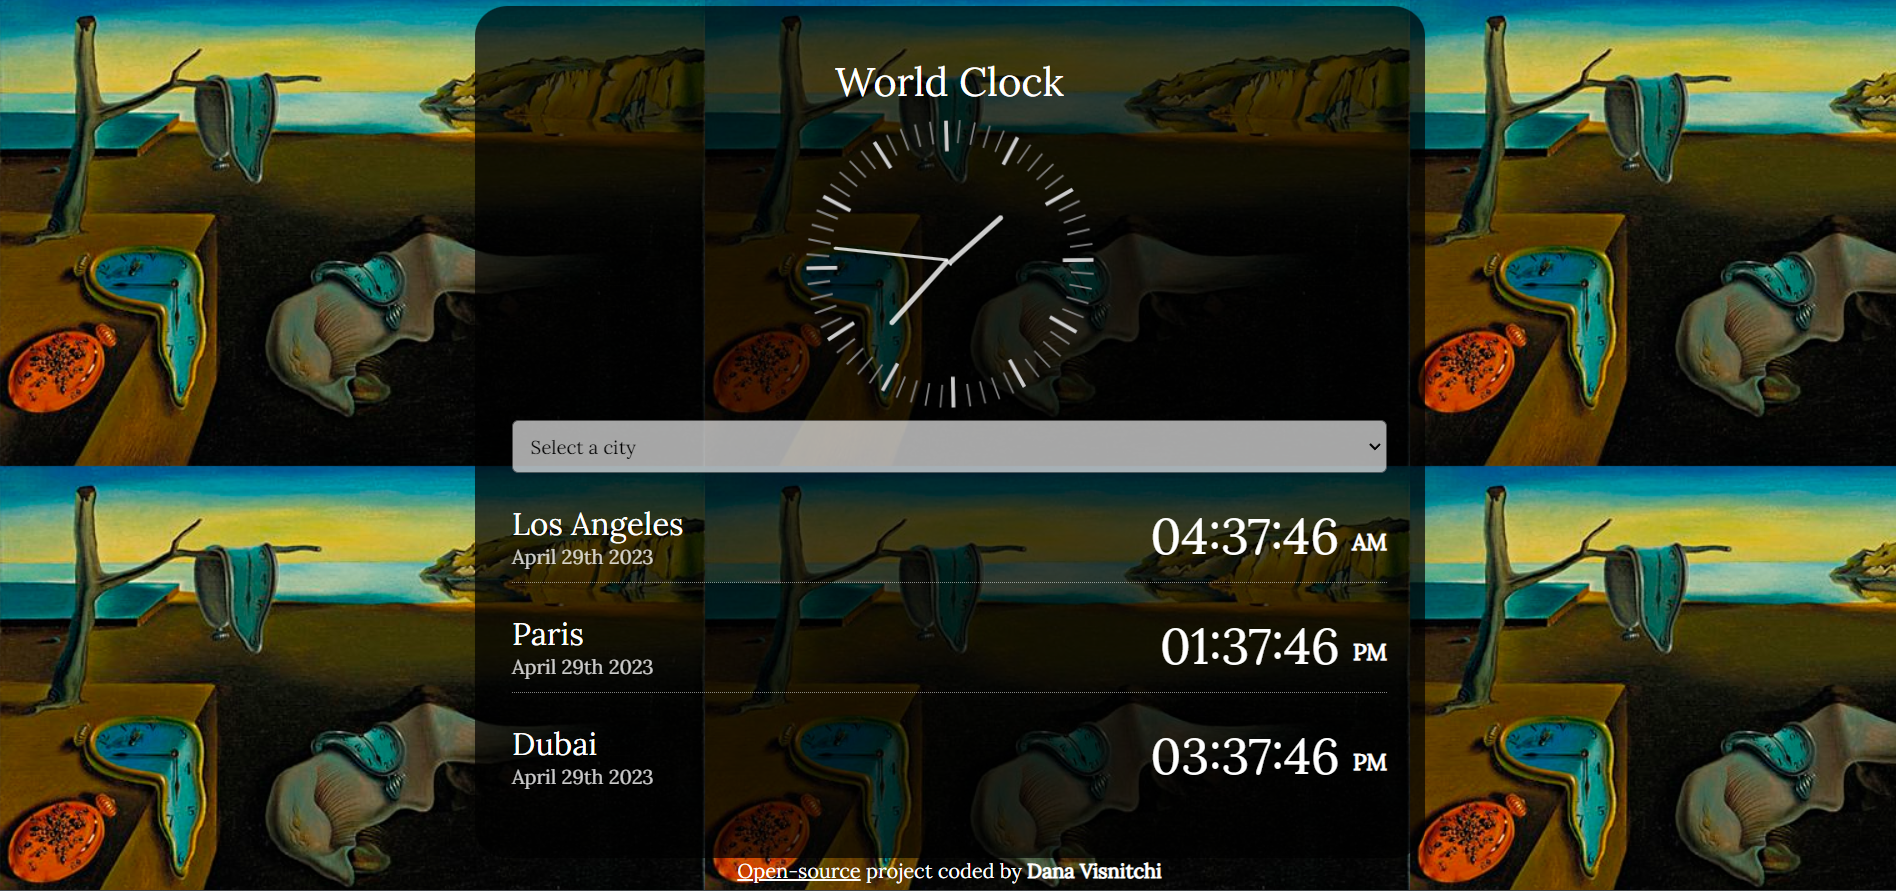 World Clock
Select a city
Los Angeles
April 29th 2023
04:37:46 AM
Paris
April 29th 2023
01:37:46 PM
Dubai
April 29th 2023
03:37:46 PM
Open-source project coded by Dana Visnitchi